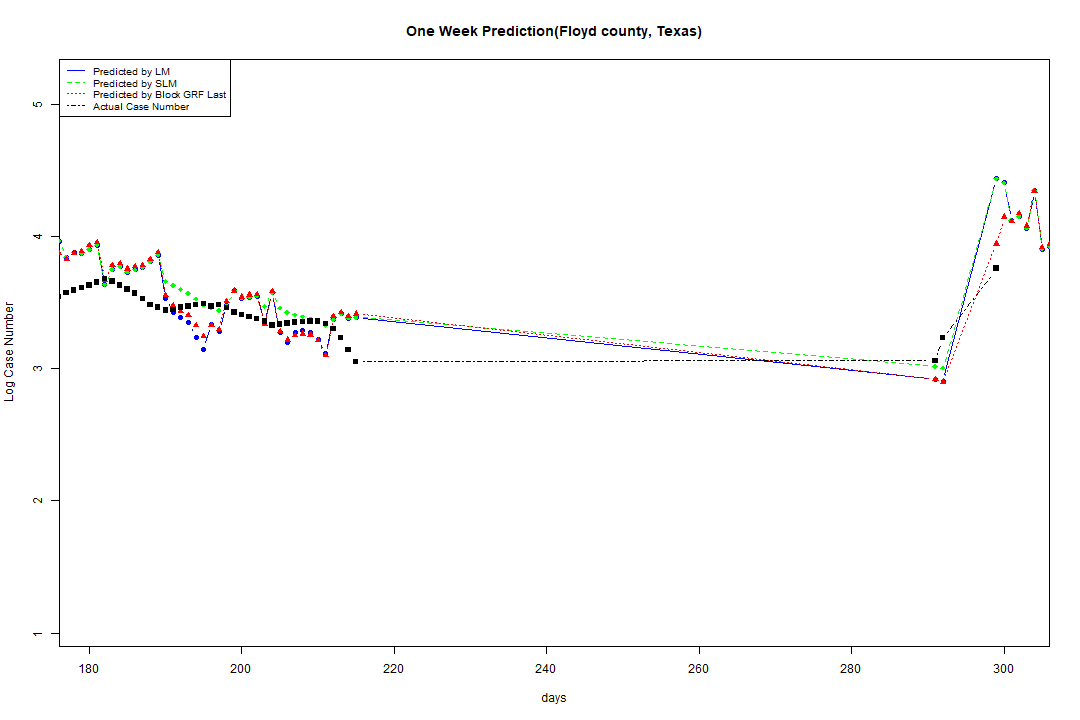 One Week Prediction(Floyd county, Texas)
Predicted by LM
Predicted by SLM
Predicted by Block GRF Last
Actual Case Number
5
4
3
2
1
Log Case Number
180 200 220 240 260 280 300
days